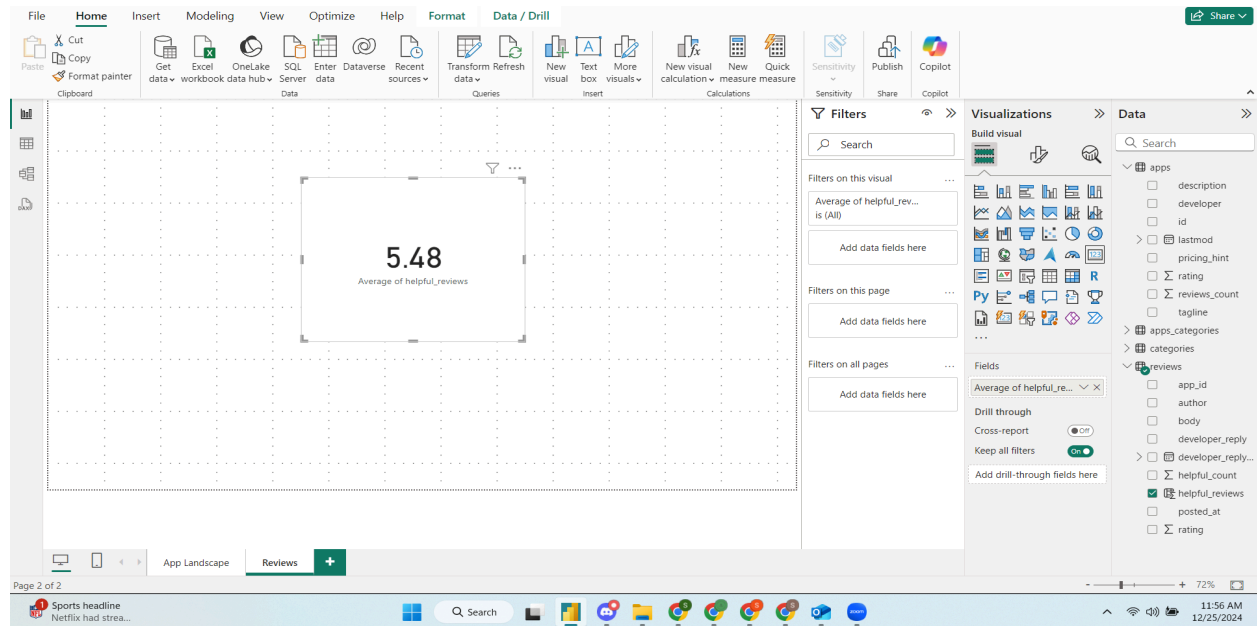 File Home Insert Modeling View Optimize Help Format Data / Drill
Share
Paste
Cut
Copy
Format painter
Clipboard
Get data
Excel workbook
OneLake data hub
SQL Server
Enter data
Dataverse
Recent sources
Data
Transform data
Refresh
Queries
New visual
Text box
More visuals
Insert
New visual calculation
New measure
Quick measure
Calculations
Sensitivity
Sensitivity
Publish
Share
Copilot
Copilot
5.48
Average of helpful_reviews
Filters
Search
Filters on this visual
Average of helpful_rev...
is (All)
Add data fields here
Filters on this page
Add data fields here
Filters on all pages
Add data fields here
Visualizations
Build visual
123
R
Py
123
Fields
Average of helpful_re...
Drill through
Cross-report
Off
Keep all filters
On
Add drill-through fields here
Data
Search
apps
description
developer
id
lastmod
pricing_hint
rating
reviews_count
tagline
apps_categories
categories
reviews
app_id
author
body
developer_reply
developer_reply...
helpful_count
helpful_reviews
posted_at
rating
App Landscape
Reviews
Page 2 of 2
72%
1
Sports headline
Netflix had strea...
Search
zoom
11:56 AM
12/25/2024